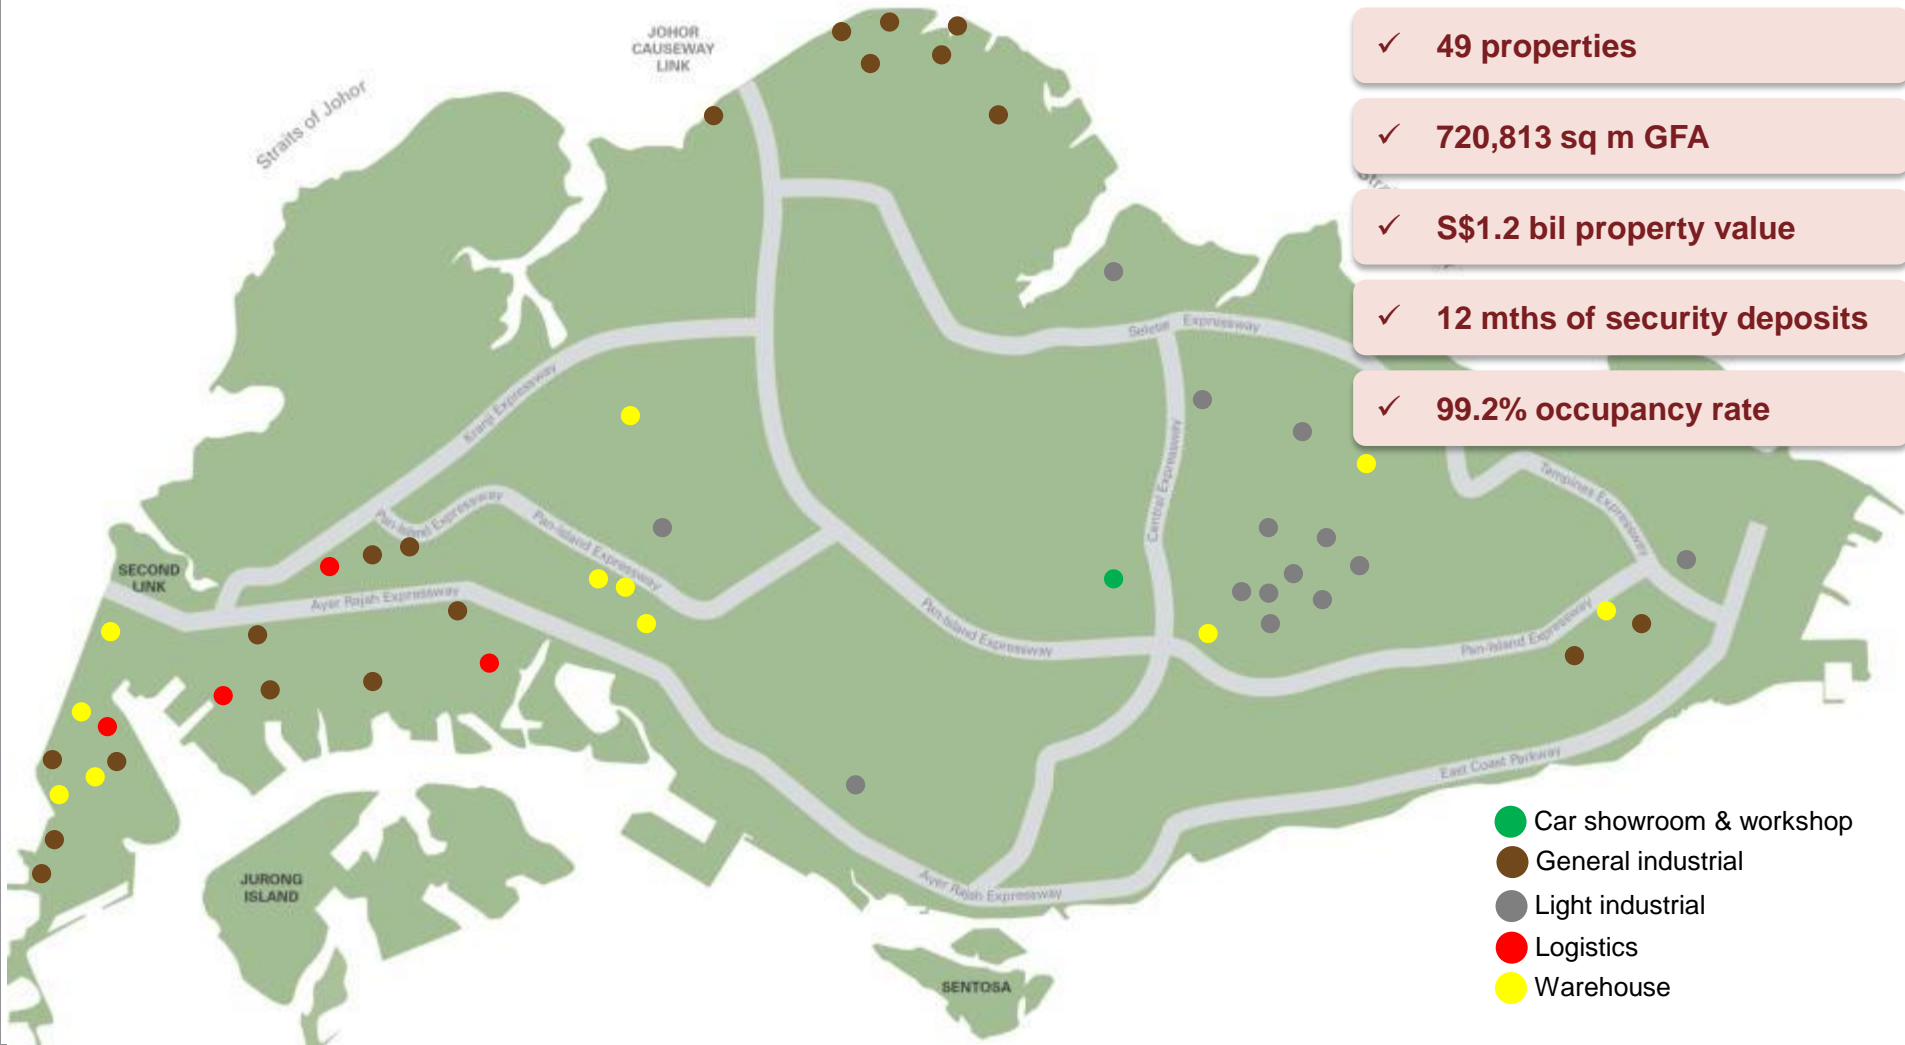 JOHOR
CAUSEWAY
LINK
Straits of Johor
✓ 49 properties
✓ 720,813 sq m GFA
✓ S$1.2 bil property value
✓ 12 mths of security deposits
✓ 99.2% occupancy rate
Seletar Expressway
Kranji Expressway
Central Expressway
Tampines Expressway
Pan-Island Expressway
Pan-Island Expressway
SECOND
LINK
Ayer Rajah Expressway
Pan-Island Expressway
Pan-Island Expressway
East Coast Parkway
JURONG
ISLAND
Ayer Rajah Expressway
SENTOSA
Car showroom & workshop
General industrial
Light industrial
Logistics
Warehouse